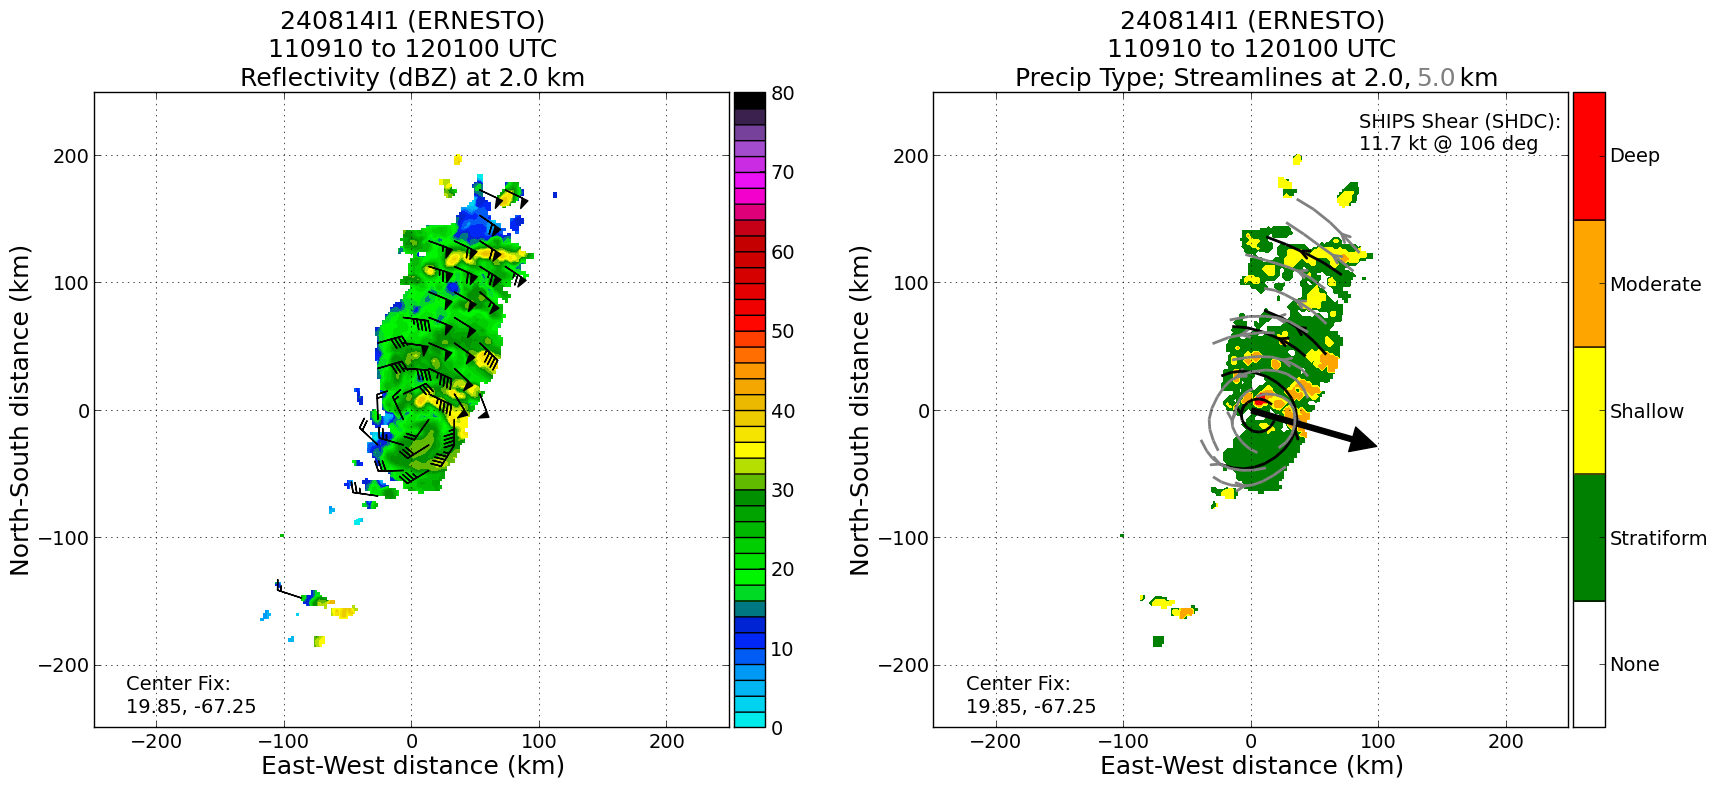 240814I1 (ERNESTO)
110910 to 120100 UTC
Reflectivity (dBZ) at 2.0 km
200
100
0
−100
−200
North-South distance (km)
−200
−100
0
100
200
East-West distance (km)
Center Fix:
19.85, -67.25
80
70
60
50
40
30
20
10
0
240814I1 (ERNESTO)
110910 to 120100 UTC
Precip Type; Streamlines at 2.0, 5.0 km
SHIPS Shear (SHDC):
11.7 kt @ 106 deg
200
100
0
−100
−200
North-South distance (km)
−200
−100
0
100
200
East-West distance (km)
Center Fix:
19.85, -67.25
Deep
Moderate
Shallow
Stratiform
None